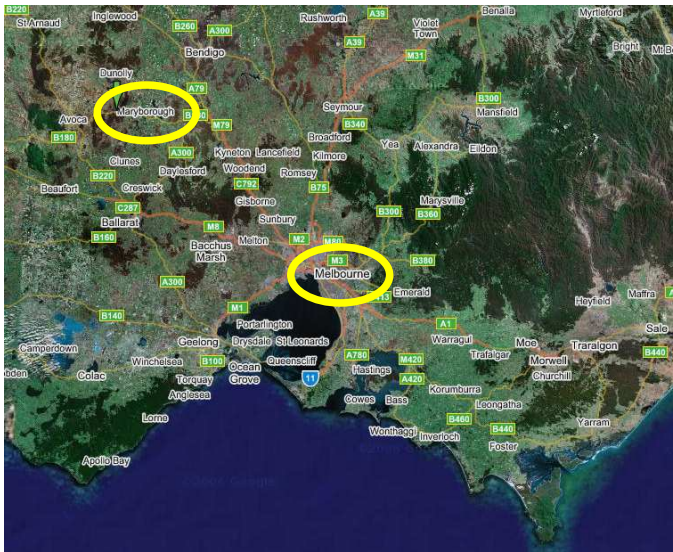 B220
Inglewood
Rushworth
A39
Benalla
Myrtleford
St Arnaud
B260
A300
Violet
Town
Bright
Mt B
Bendigo
A39
M31
Dunolly
A79
B300
Avoca
Maryborough
Seymour
Mansfield
M79
B340
B180
Broadford
Yea
Alexandra
Eildon
A300
Kyneton
Lancefield
Kilmore
Clunes
Daylesford
Woodend
B220
Romsey
Beaufort
Creswick
C792
B75
Marysville
Gisborne
C287
Sunbury
B300
B360
Ballarat
M8
B160
Bacchus
Marsh
Melton
M2
M80
M3
B380
Melbourne
A300
Emerald
Maffra
Heyfield
M1
B140
Portarlington
A1
Sale
Geelong
Drysdale
St Leonards
Warragul
Moe
Traralgon
Camperdown
Winchelsea
B100
Queenscliff
A780
M420
Trafalgar
Morwell
B440
Colac
Ocean
Grove
Hastings
Churchill
Torquay
11
A420
Korumburra
Anglesea
Cowes
Bass
Leongatha
Lorne
B460
Yarram
Wonthaggi
Inverloch
B440
Foster
Apollo Bay